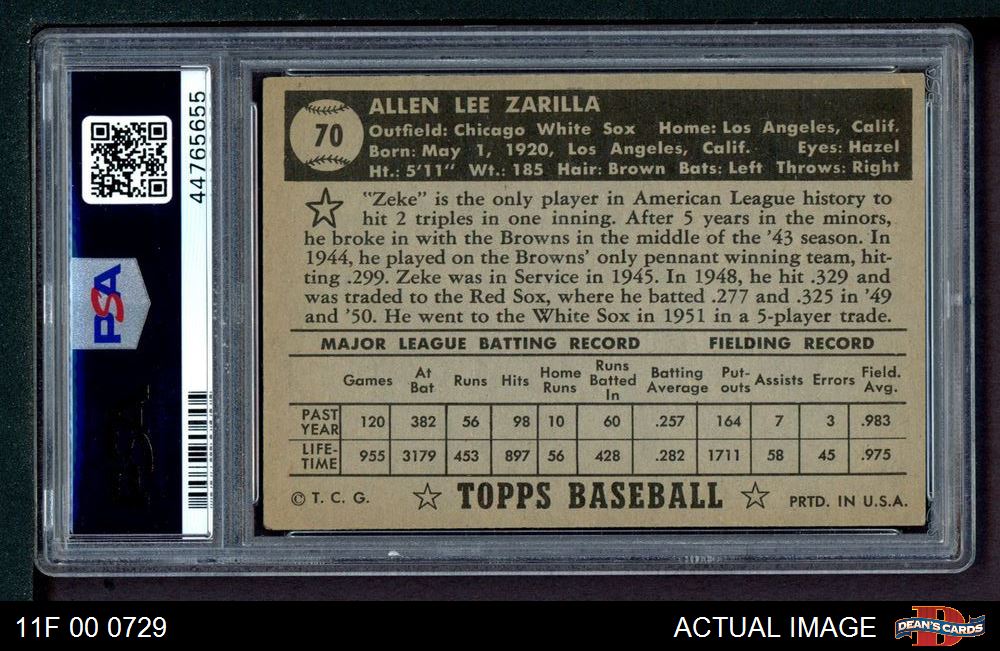 44765655
PSA
70
ALLEN LEE ZARILLA
Outfield: Chicago White Sox Home: Los Angeles, Calif.
Born: May 1, 1920, Los Angeles, Calif. Eyes: Hazel
Ht.: 5'11" Wt.: 185 Hair: Brown Bats: Left Throws: Right
"Zeke" is the only player in American League history to
hit 2 triples in one inning. After 5 years in the minors,
he broke in with the Browns in the middle of the '43 season. In
1944, he played on the Browns' only pennant winning team, hit-
ting .299. Zeke was in Service in 1945. In 1948, he hit .329 and
was traded to the Red Sox, where he batted .277 and .325 in '49
and '50. He went to the White Sox in 1951 in a 5-player trade.
MAJOR LEAGUE BATTING RECORD FIELDING RECORD
Games At Bat Runs Hits Home Runs Runs Batted In Batting Average Put-outs Assists Errors Field. Avg.
PAST YEAR 120 382 56 98 10 60 .257 164 7 3 .983
LIFE-TIME 955 3179 453 897 56 428 .282 1711 58 45 .975
© T. C. G. ☆ TOPPS BASEBALL ☆ PRTD. IN U.S.A.
11F 00 0729 ACTUAL IMAGE DEAN'S CARDS